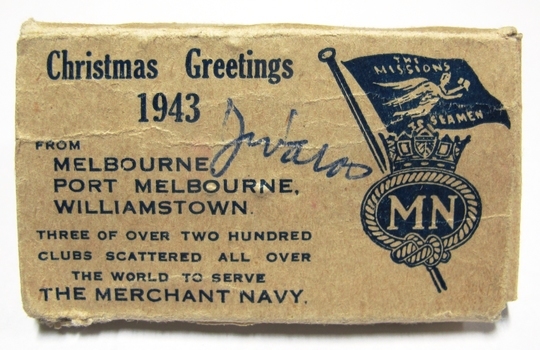 Christmas Greetings
1943
FROM
MELBOURNE
PORT MELBOURNE,
WILLIAMSTOWN.
THREE OF OVER TWO HUNDRED
CLUBS SCATTERED ALL OVER
THE WORLD TO SERVE
THE MERCHANT NAVY.
THE
MISSIONS
TO SEAMEN
MN